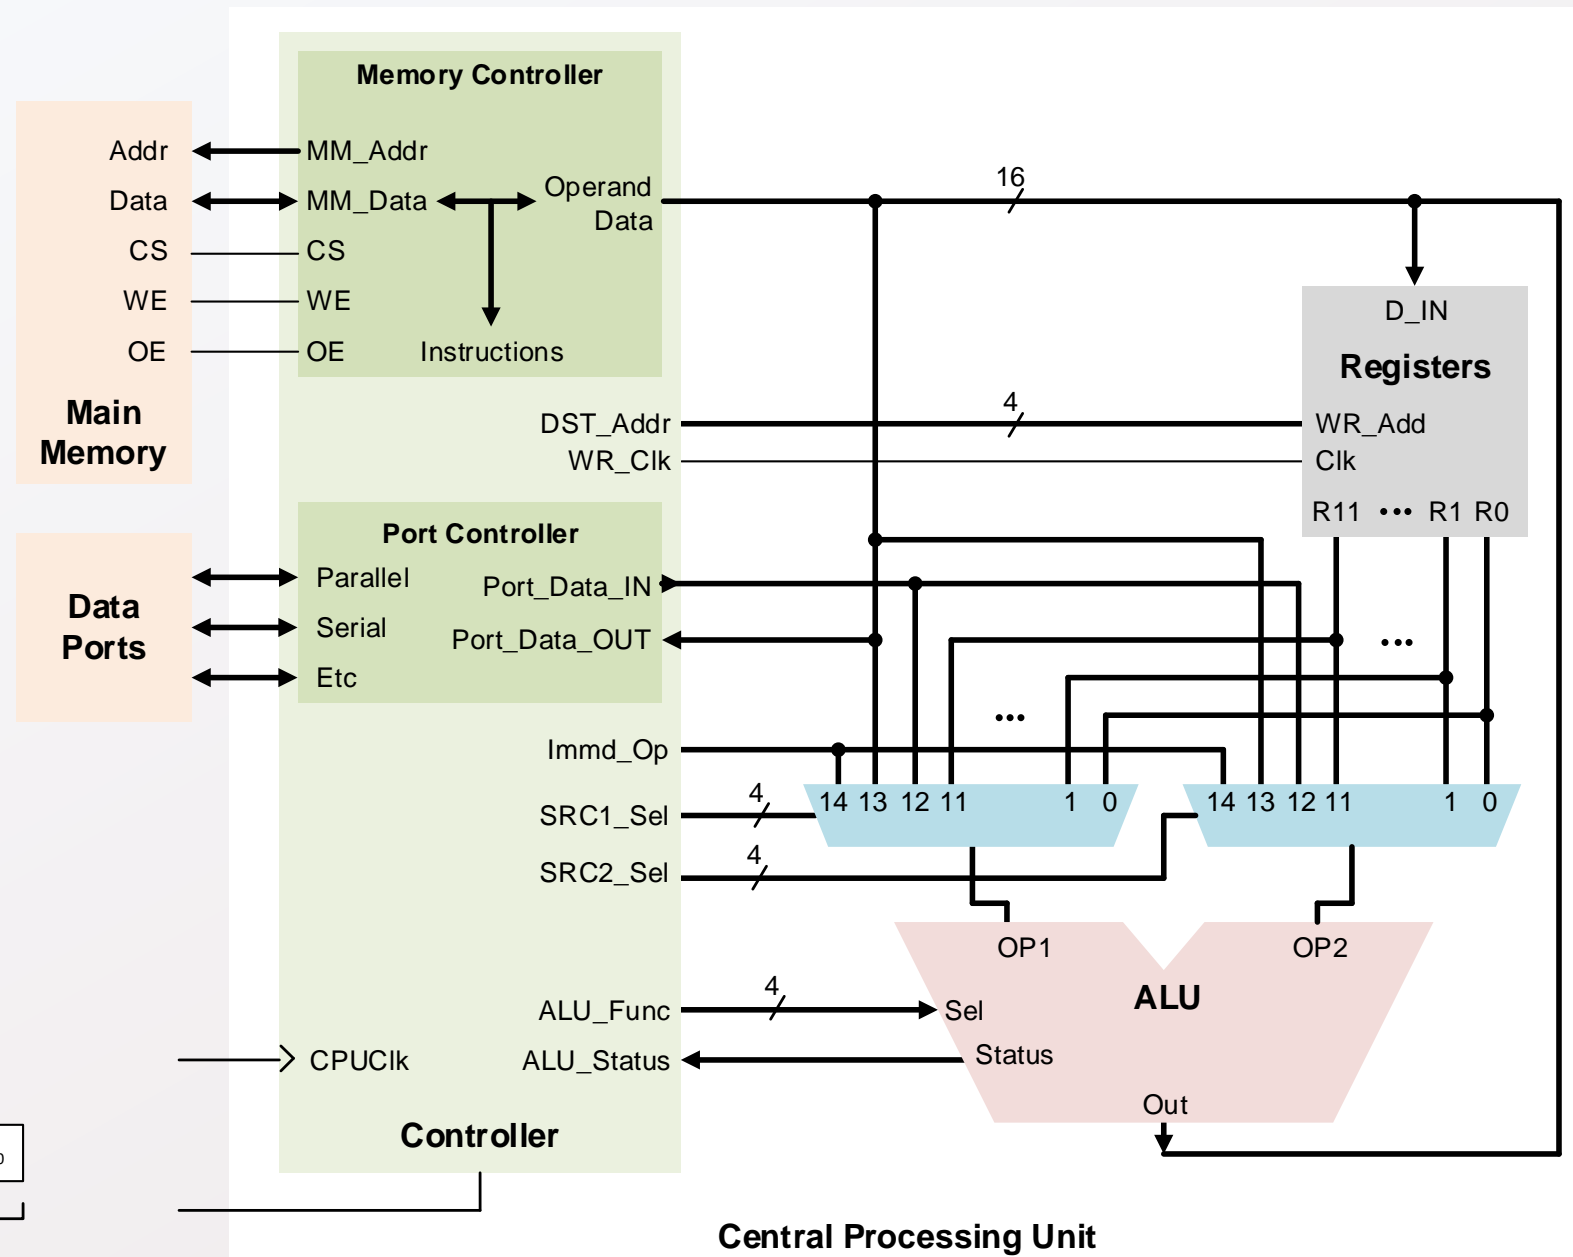 Memory Controller
Addr
MM_Addr
Data
MM_Data
Operand
Data
16
CS
CS
WE
WE
OE
OE
Instructions
D_IN
Registers
Main
Memory
DST_Addr
4
WR_Add
WR_Clk
Clk
R11 ••• R1 R0
Port Controller
Data
Ports
Parallel
Port_Data_IN
Serial
Port_Data_OUT
•••
Etc
•••
Immd_Op
SRC1_Sel
4
14 13 12 11 1 0
14 13 12 11 1 0
SRC2_Sel
4
OP1
OP2
ALU
ALU_Func
4
Sel
CPUClk
ALU_Status
Status
Out
Controller
Central Processing Unit